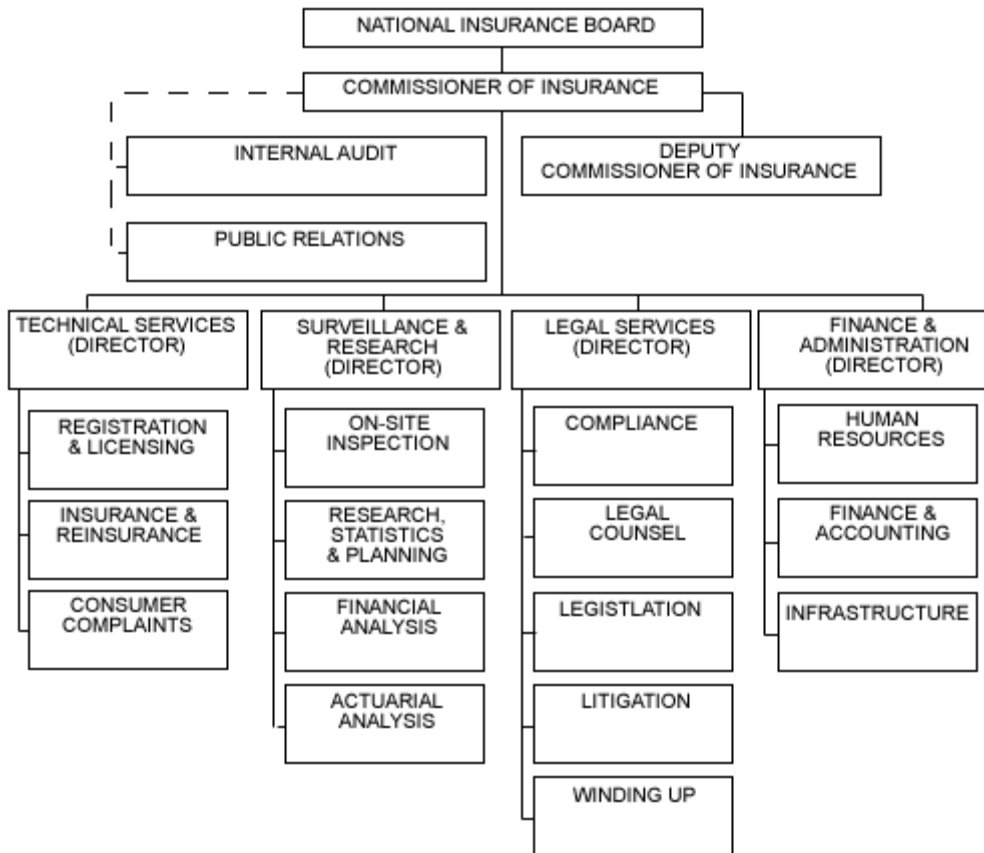 NATIONAL INSURANCE BOARD
COMMISSIONER OF INSURANCE
INTERNAL AUDIT
DEPUTY
COMMISSIONER OF INSURANCE
PUBLIC RELATIONS
TECHNICAL SERVICES
(DIRECTOR)
REGISTRATION
& LICENSING
INSURANCE &
REINSURANCE
CONSUMER
COMPLAINTS
SURVEILLANCE &
RESEARCH
(DIRECTOR)
ON-SITE
INSPECTION
RESEARCH,
STATISTICS
& PLANNING
FINANCIAL
ANALYSIS
ACTUARIAL
ANALYSIS
LEGAL SERVICES
(DIRECTOR)
COMPLIANCE
LEGAL
COUNSEL
LEGISTLATION
LITIGATION
WINDING UP
FINANCE &
ADMINISTRATION
(DIRECTOR)
HUMAN
RESOURCES
FINANCE &
ACCOUNTING
INFRASTRUCTURE